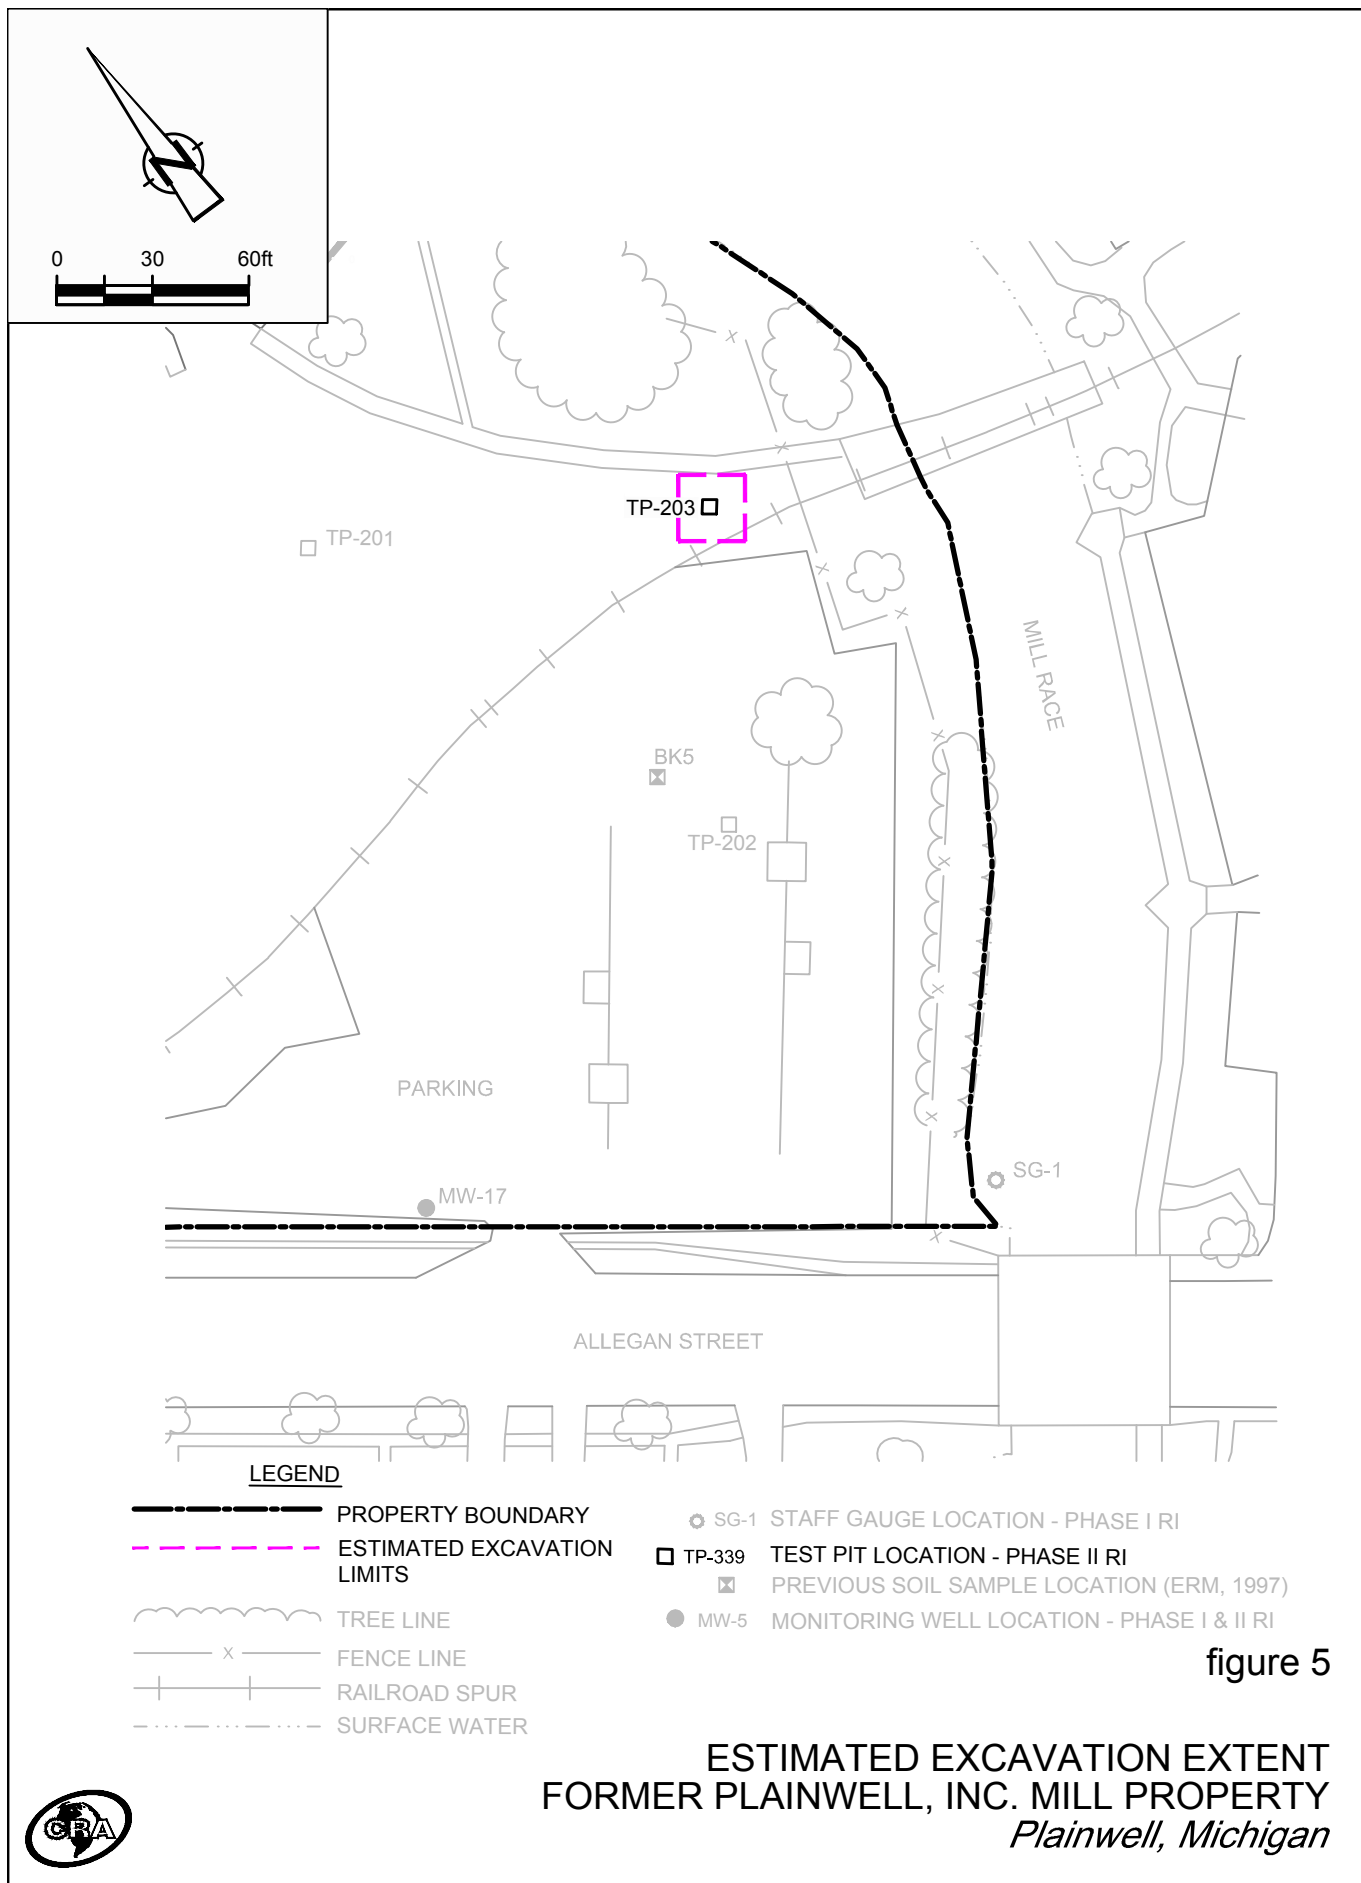 N
0 30 60ft
TP-203
TP-201
MILL RACE
BK5
TP-202
PARKING
SG-1
MW-17
ALLEGAN STREET
LEGEND
PROPERTY BOUNDARY
ESTIMATED EXCAVATION
LIMITS
TREE LINE
X FENCE LINE
RAILROAD SPUR
SURFACE WATER
SG-1 STAFF GAUGE LOCATION - PHASE I RI
TP-339 TEST PIT LOCATION - PHASE II RI
PREVIOUS SOIL SAMPLE LOCATION (ERM, 1997)
MW-5 MONITORING WELL LOCATION - PHASE I & II RI
figure 5
ESTIMATED EXCAVATION EXTENT
FORMER PLAINWELL, INC. MILL PROPERTY
Plainwell, Michigan
CRA